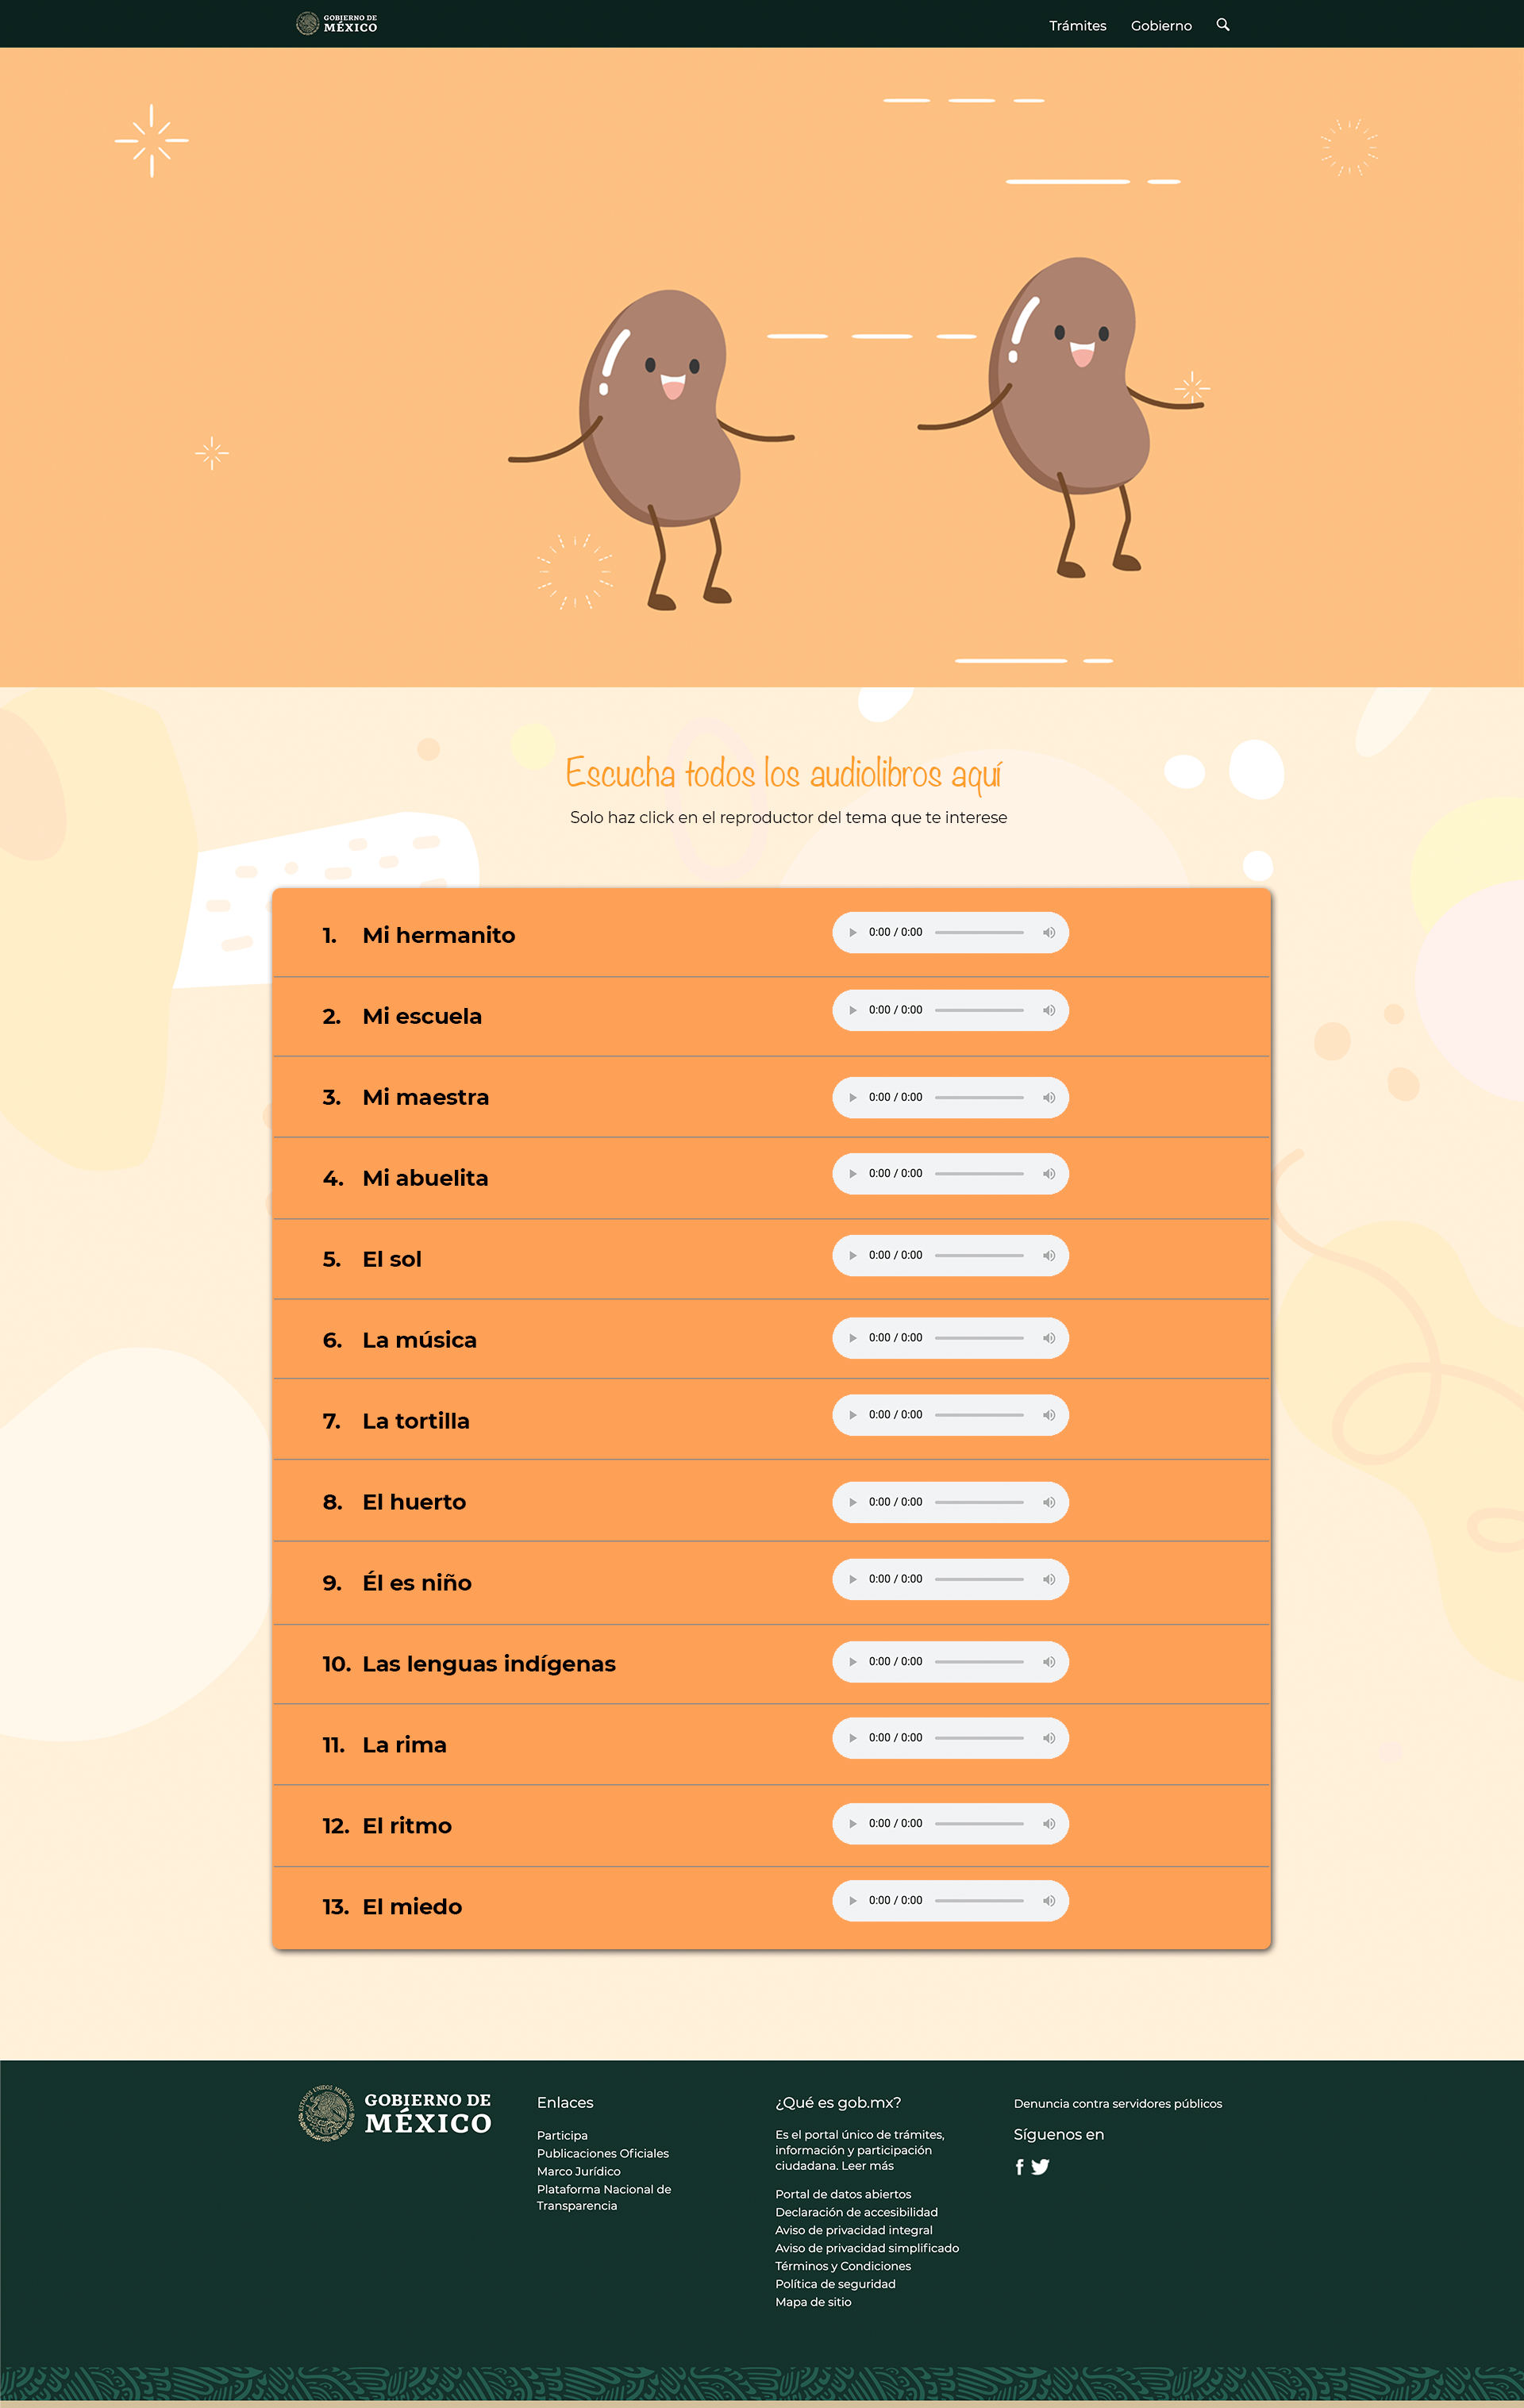 GOBIERNO DE
MÉXICO
Trámites Gobierno
Escucha todos los audiolibros aquí
Solo haz click en el reproductor del tema que te interese
1. Mi hermanito 0:00 / 0:00
2. Mi escuela 0:00 / 0:00
3. Mi maestra 0:00 / 0:00
4. Mi abuelita 0:00 / 0:00
5. El sol 0:00 / 0:00
6. La música 0:00 / 0:00
7. La tortilla 0:00 / 0:00
8. El huerto 0:00 / 0:00
9. Él es niño 0:00 / 0:00
10. Las lenguas indígenas 0:00 / 0:00
11. La rima 0:00 / 0:00
12. El ritmo 0:00 / 0:00
13. El miedo 0:00 / 0:00
ESTADOS UNIDOS MEXICANOS
GOBIERNO DE
MÉXICO
Enlaces
Participa
Publicaciones Oficiales
Marco Jurídico
Plataforma Nacional de
Transparencia
¿Qué es gob.mx?
Es el portal único de trámites,
información y participación
ciudadana. Leer más
Portal de datos abiertos
Declaración de accesibilidad
Aviso de privacidad integral
Aviso de privacidad simplificado
Términos y Condiciones
Política de seguridad
Mapa de sitio
Denuncia contra servidores públicos
Síguenos en